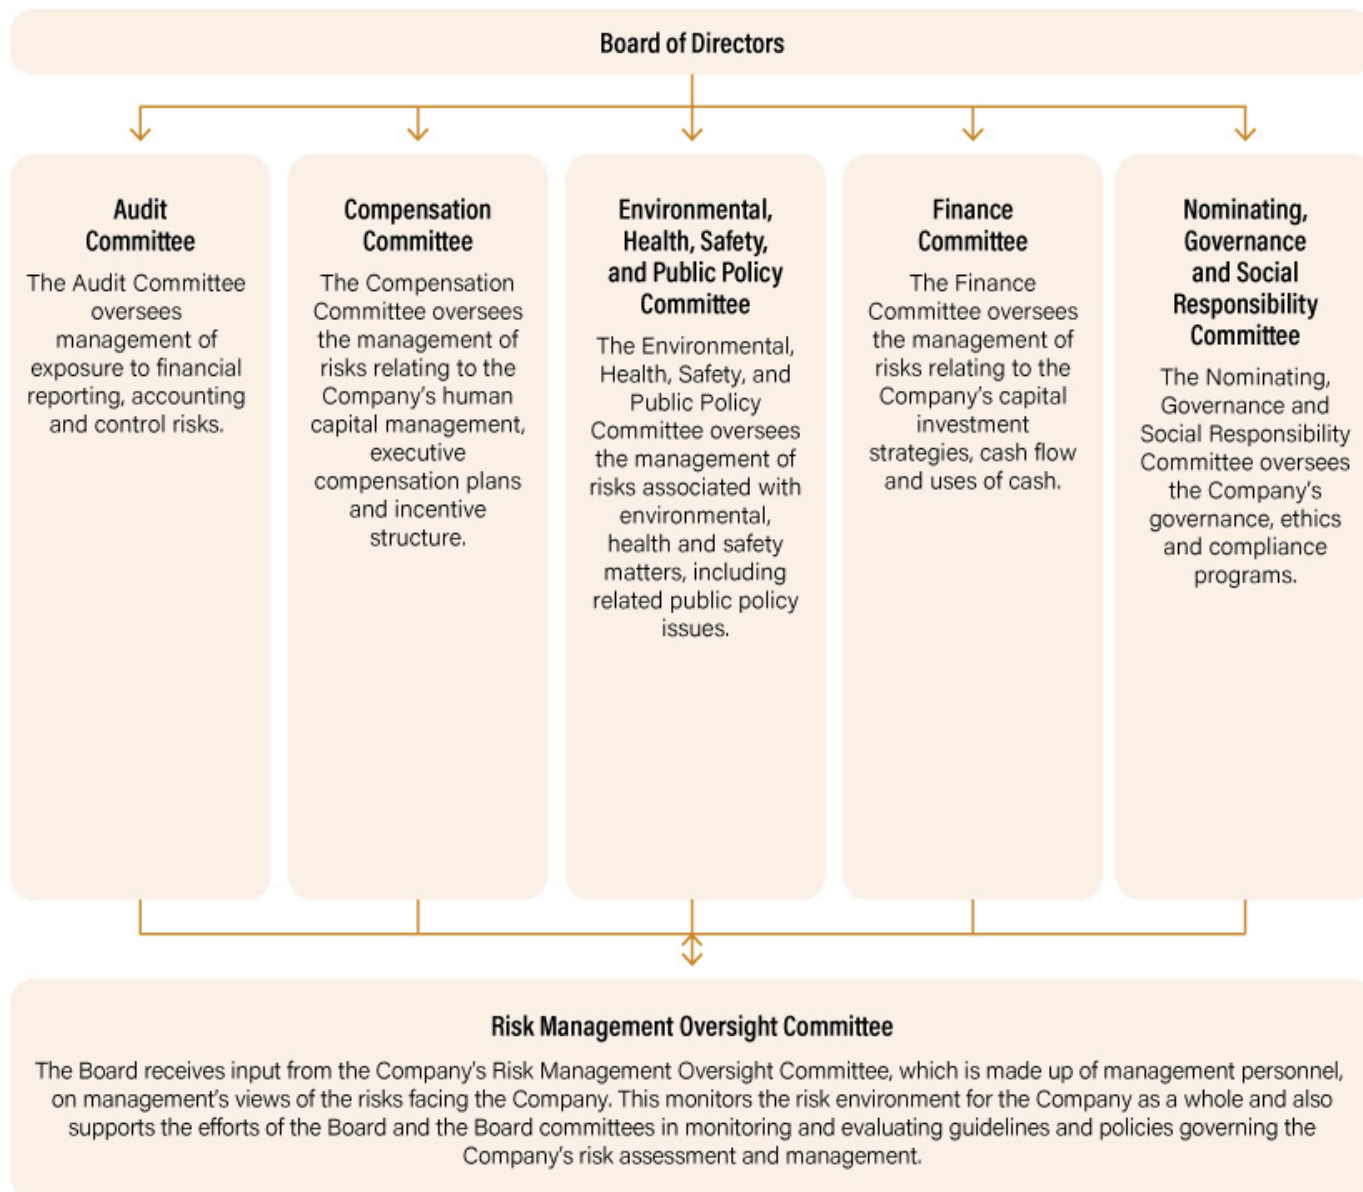 Board of Directors
Audit
Committee
The Audit Committee
oversees
management of
exposure to financial
reporting, accounting
and control risks.
Compensation
Committee
The Compensation
Committee oversees
the management of
risks relating to the
Company's human
capital management,
executive
compensation plans
and incentive
structure.
Environmental,
Health, Safety,
and Public Policy
Committee
The Environmental,
Health, Safety, and
Public Policy
Committee oversees
the management of
risks associated with
environmental,
health and safety
matters, including
related public policy
issues.
Finance
Committee
The Finance
Committee oversees
the management of
risks relating to the
Company's capital
investment
strategies, cash flow
and uses of cash.
Nominating,
Governance
and Social
Responsibility
Committee
The Nominating,
Governance and
Social Responsibility
Committee oversees
the Company's
governance, ethics
and compliance
programs.
Risk Management Oversight Committee
The Board receives input from the Company's Risk Management Oversight Committee, which is made up of management personnel,
on management's views of the risks facing the Company. This monitors the risk environment for the Company as a whole and also
supports the efforts of the Board and the Board committees in monitoring and evaluating guidelines and policies governing the
Company's risk assessment and management.